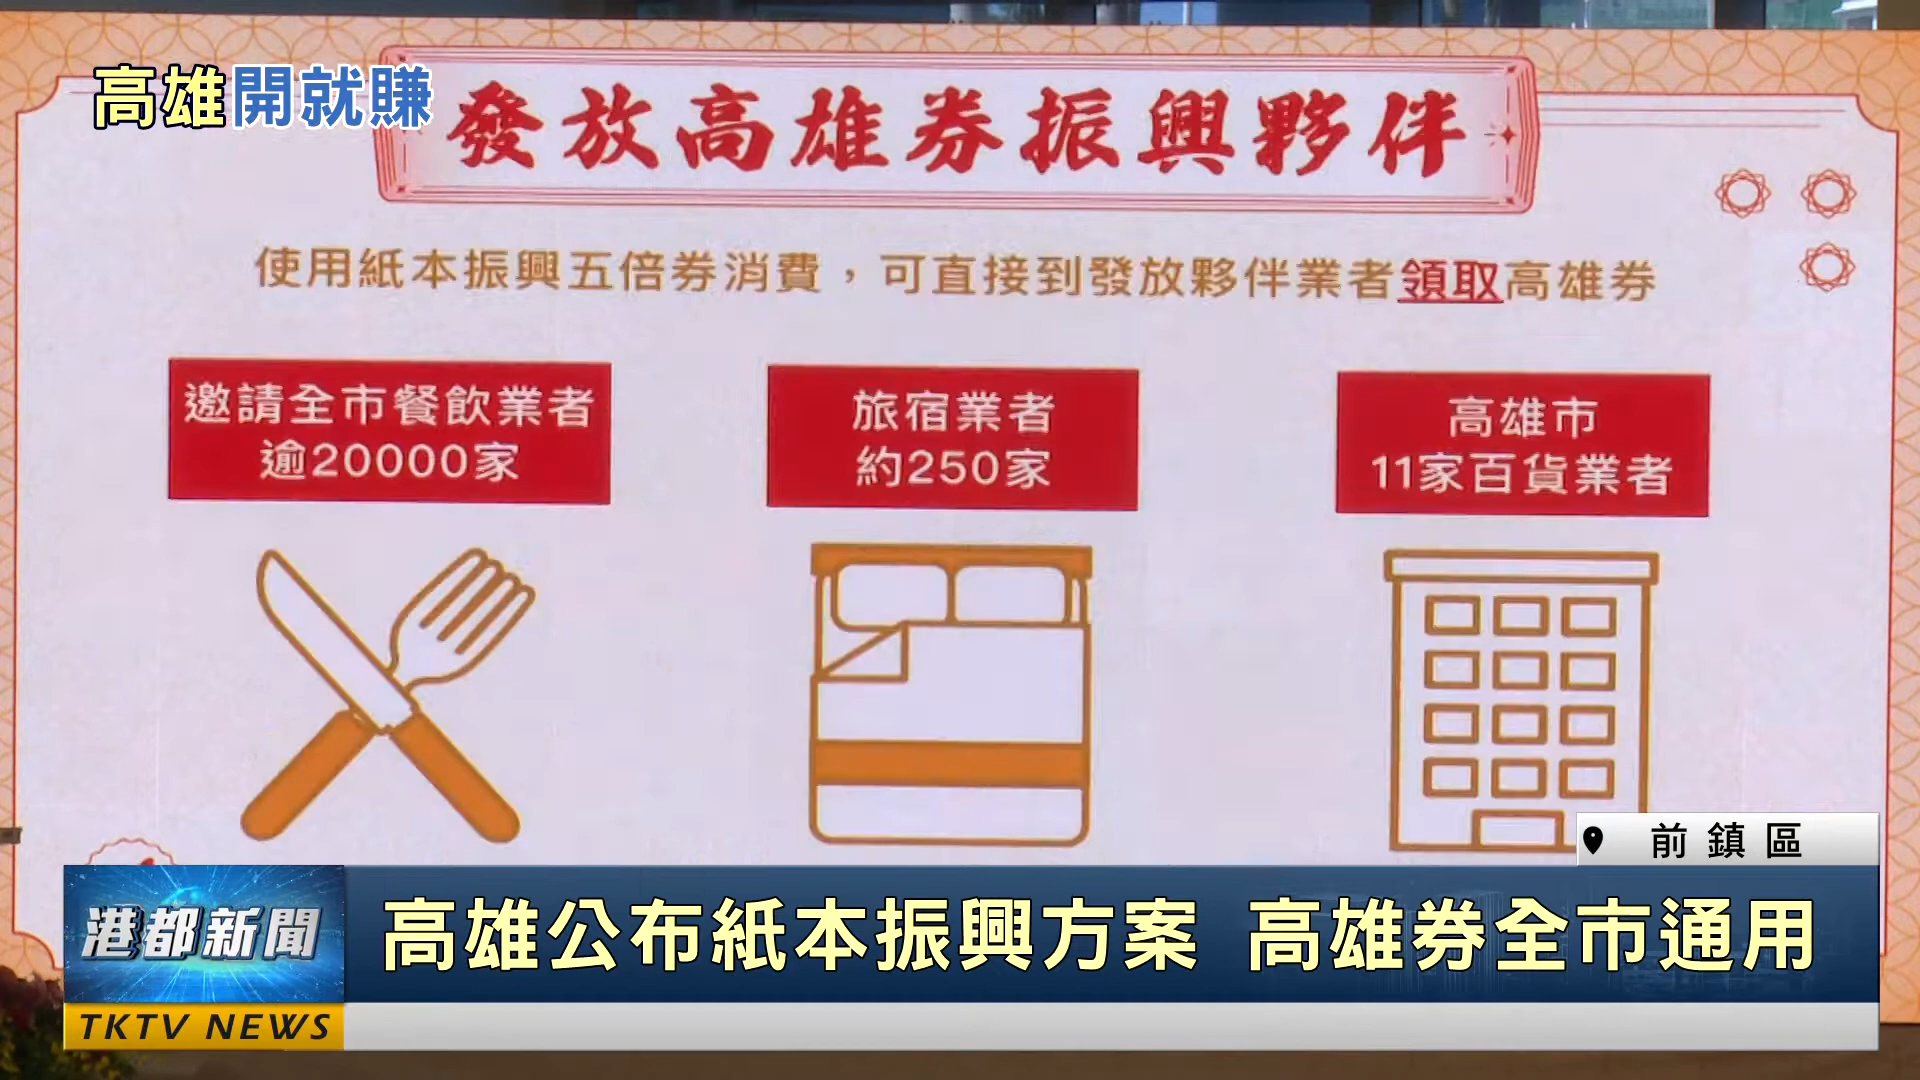 高雄開就賺
發放高雄券振興夥伴
使用紙本振興五倍券消費，可直接到發放夥伴業者領取高雄券
邀請全市餐飲業者
逾20000家
旅宿業者
約250家
高雄市
11家百貨業者
前鎮區
港都新聞
高雄公布紙本振興方案 高雄券全市通用
TKTV NEWS